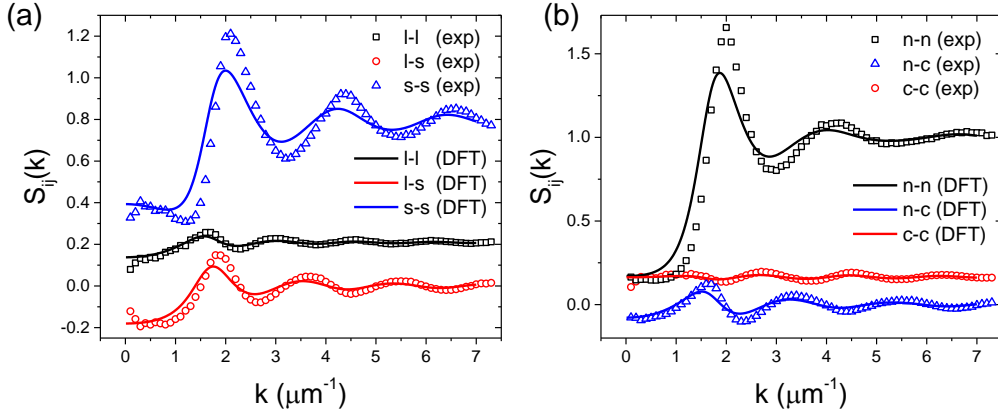 (a)
l-l (exp)
l-s (exp)
s-s (exp)
l-l (DFT)
l-s (DFT)
s-s (DFT)
1.2
1.0
0.8
0.6
0.4
0.2
0.0
-0.2
S_ij(k)
0 1 2 3 4 5 6 7
k (μm⁻¹)
(b)
n-n (exp)
n-c (exp)
c-c (exp)
n-n (DFT)
n-c (DFT)
c-c (DFT)
1.5
1.0
0.5
0.0
S_ij(k)
0 1 2 3 4 5 6 7
k (μm⁻¹)